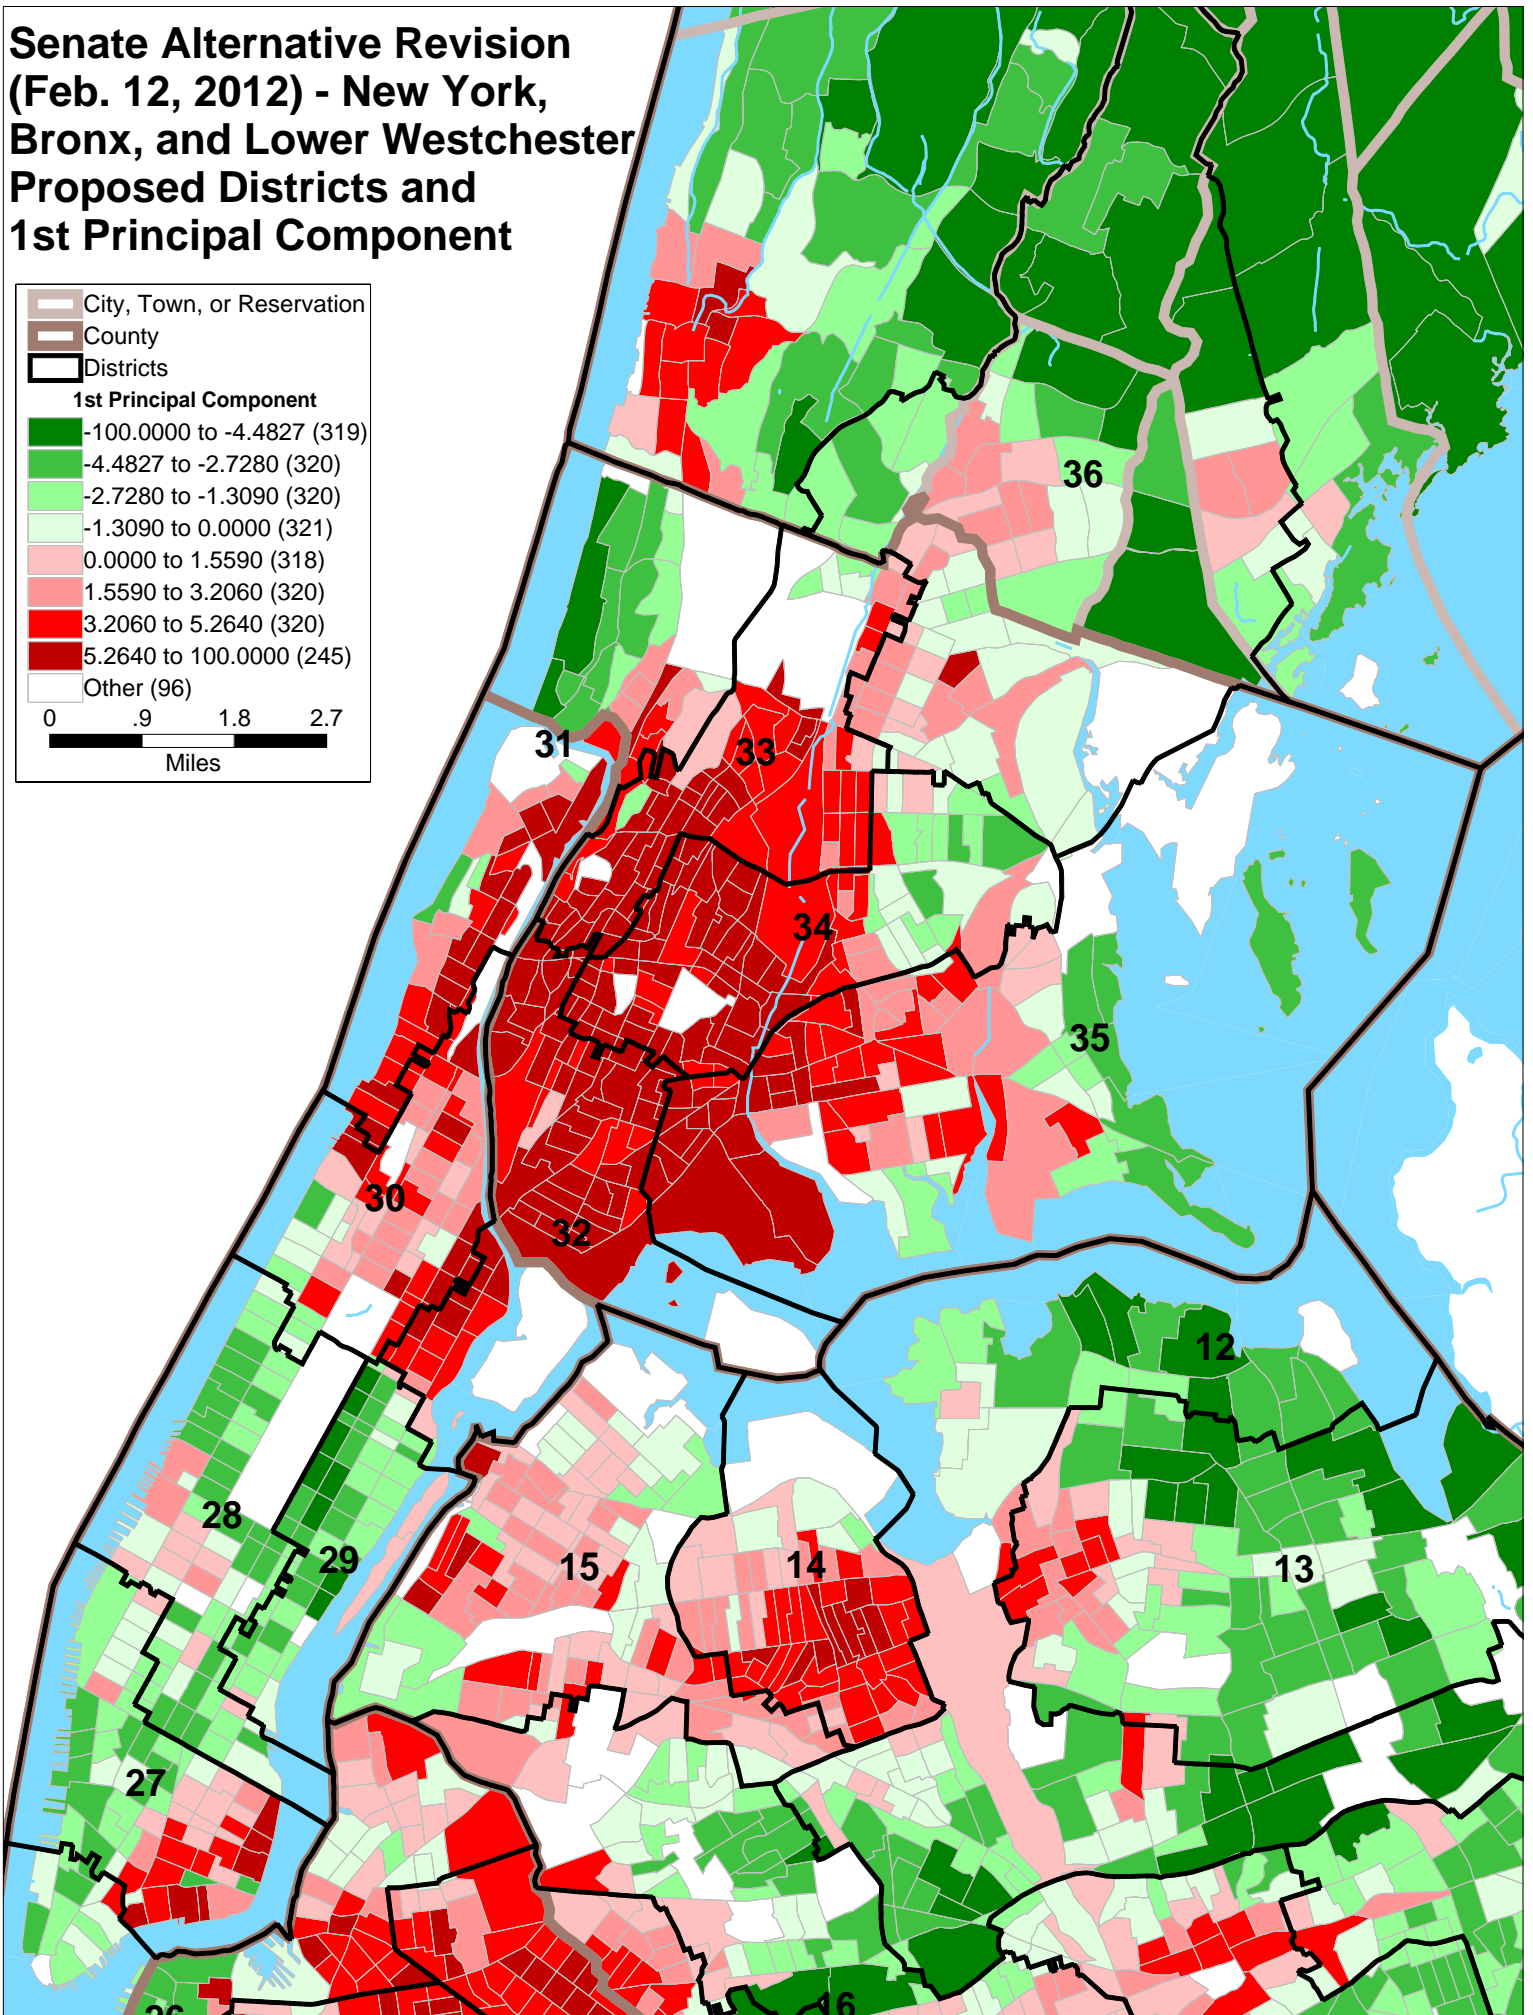 Senate Alternative Revision
(Feb. 12, 2012) - New York,
Bronx, and Lower Westchester
Proposed Districts and
1st Principal Component
City, Town, or Reservation
County
Districts
1st Principal Component
-100.0000 to -4.4827 (319)
-4.4827 to -2.7280 (320)
-2.7280 to -1.3090 (320)
-1.3090 to 0.0000 (321)
0.0000 to 1.5590 (318)
1.5590 to 3.2060 (320)
3.2060 to 5.2640 (320)
5.2640 to 100.0000 (245)
Other (96)
0 .9 1.8 2.7
Miles
36
31
33
34
35
30
32
12
28
29
15
14
13
27
26
16